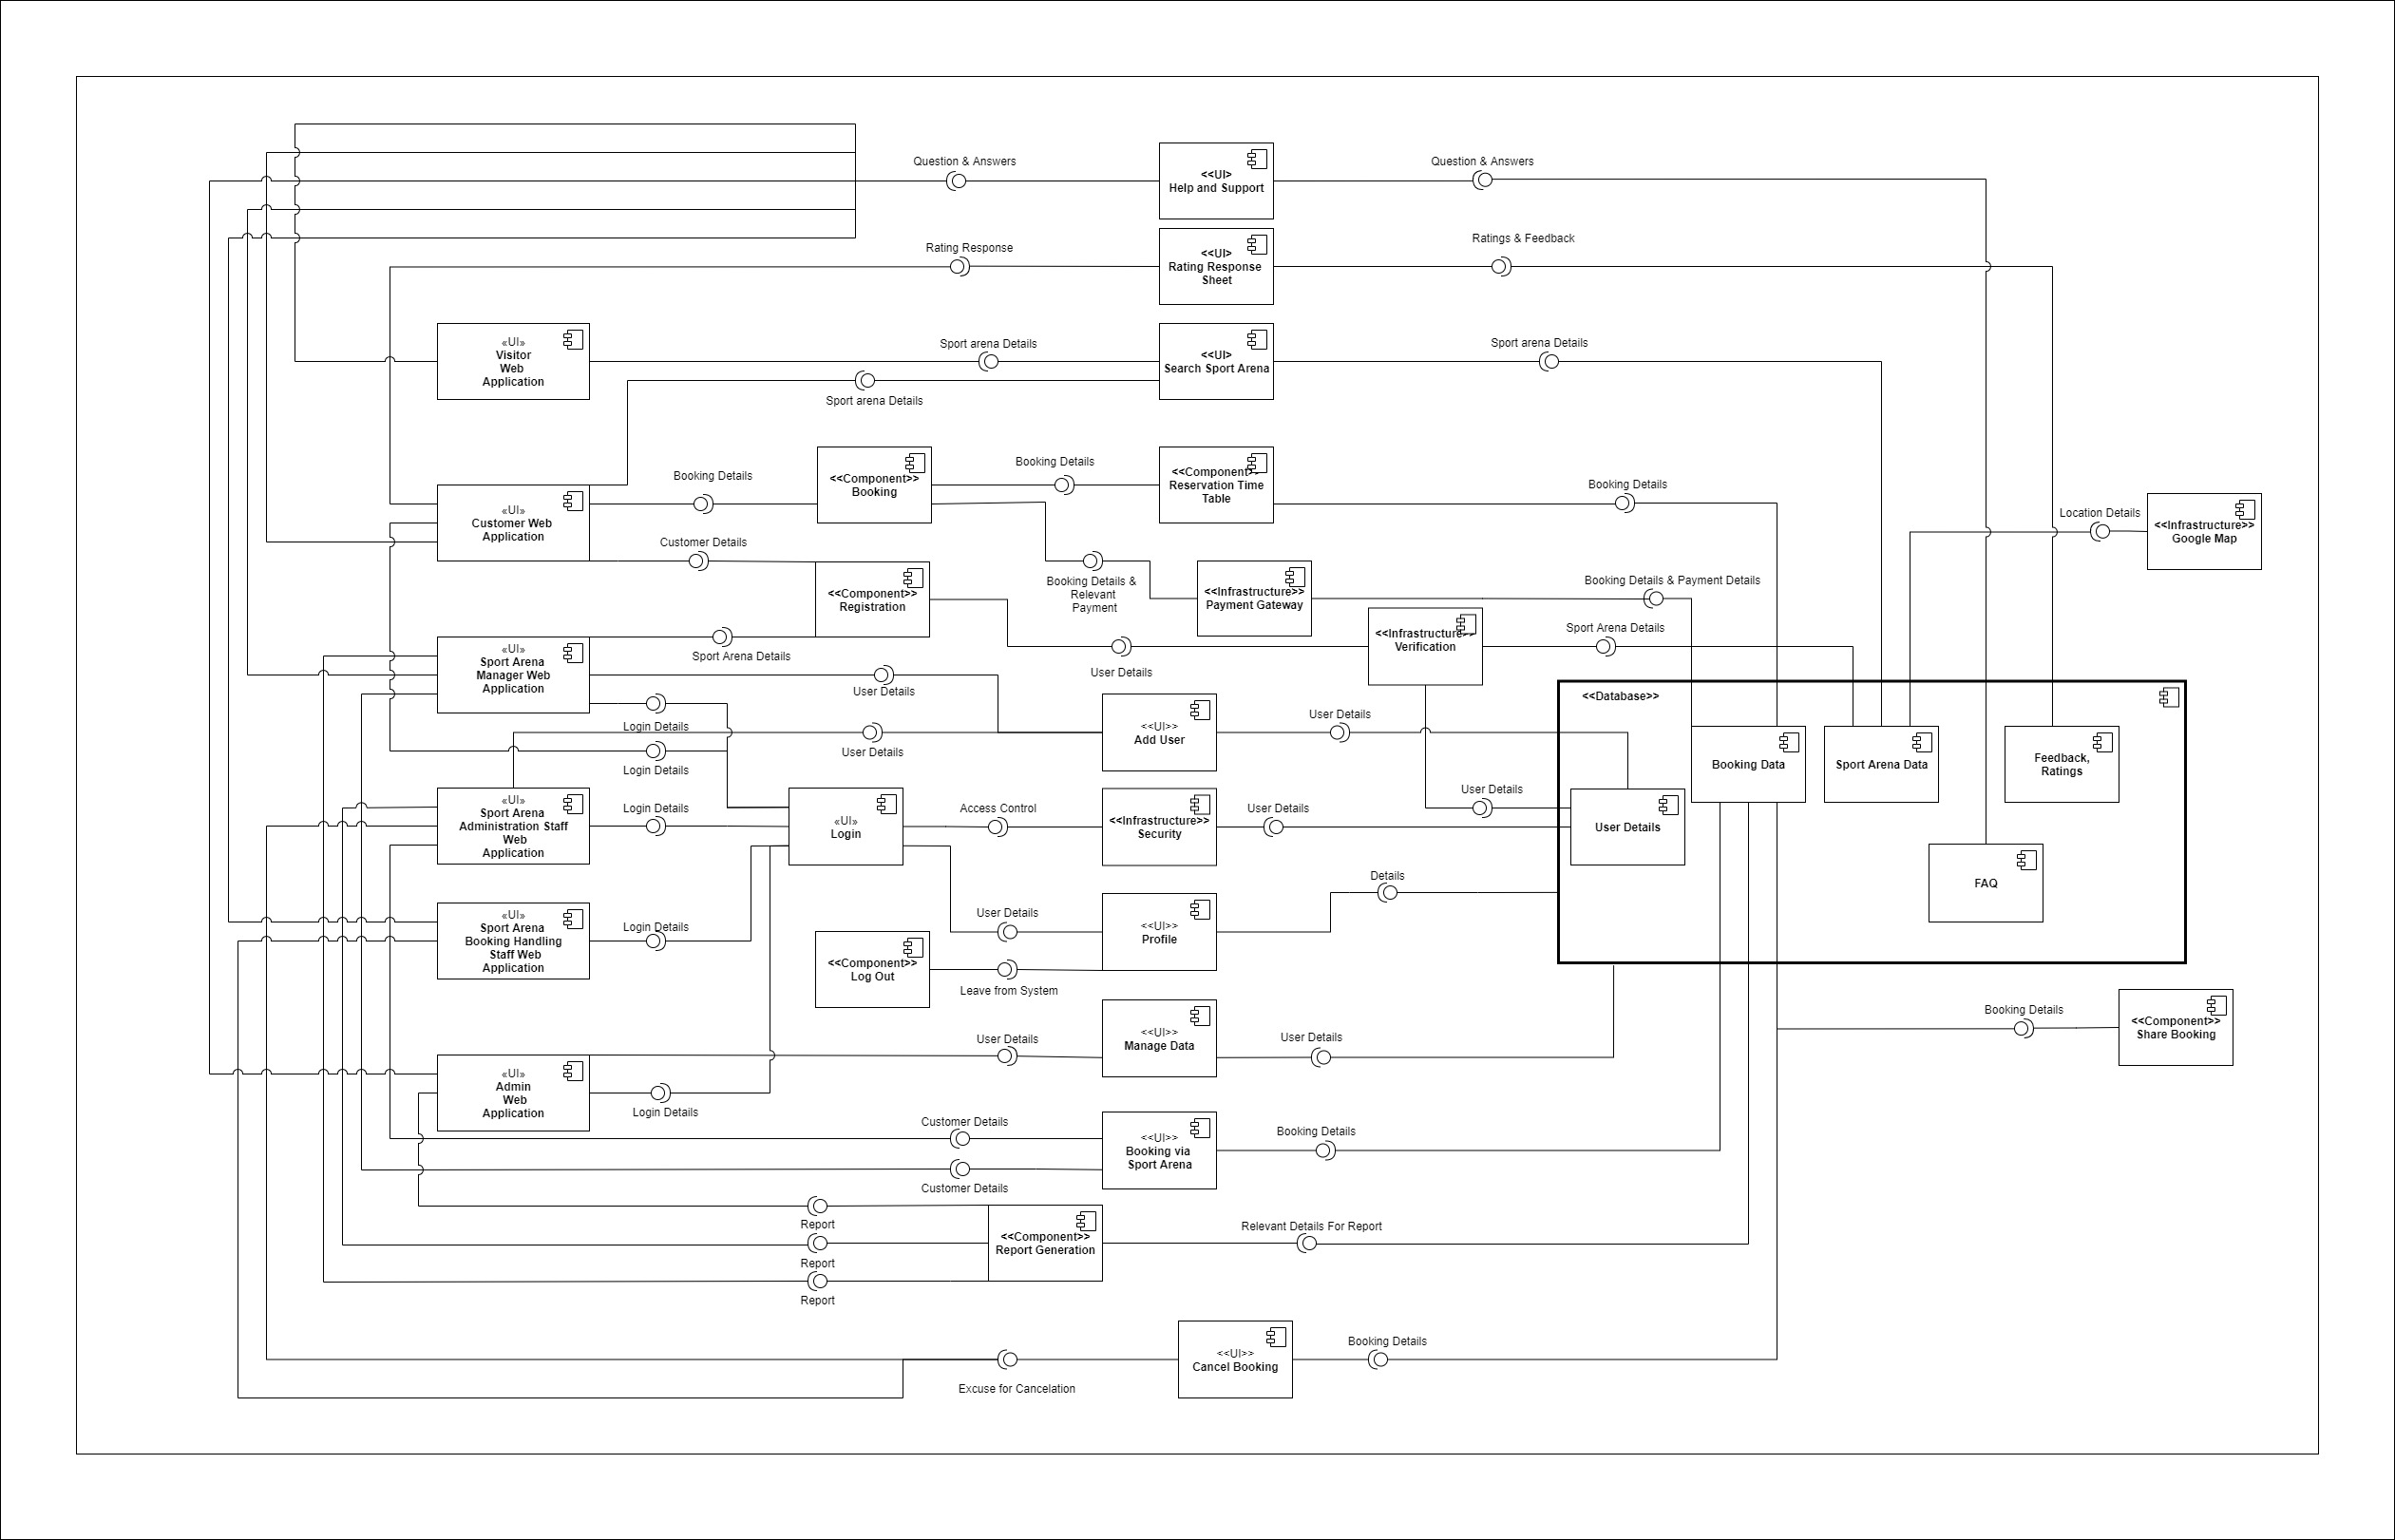 Question & Answers
Question & Answers
<<UI>
Help and Support
Rating Response
Ratings & Feedback
<<UI>
Rating Response
Sheet
«UI»
Visitor
Web
Application
Sport arena Details
Sport arena Details
<<UI>
Search Sport Arena
Sport arena Details
Booking Details
<<Component>>
Booking
Booking Details
<<Component>>
Reservation Time
Table
Booking Details
«UI»
Customer Web
Application
Customer Details
Location Details
<<Infrastructure>>
Google Map
<<Component>>
Registration
Booking Details &
Relevant
Payment
<<Infrastructure>>
Payment Gateway
Booking Details & Payment Details
«UI»
Sport Arena
Manager Web
Application
Sport Arena Details
User Details
<<Infrastructure>>
Verification
Sport Arena Details
User Details
Login Details
User Details
Login Details
<<UI>>
Add User
User Details
<<Database>>
Booking Data
Sport Arena Data
Feedback,
Ratings
User Details
User Details
FAQ
«UI»
Sport Arena
Administration Staff
Web
Application
Login Details
«UI»
Login
Access Control
<<Infrastructure>>
Security
User Details
Details
«UI»
Sport Arena
Booking Handling
Staff Web
Application
Login Details
User Details
<<UI>>
Profile
<<Component>>
Log Out
Leave from System
User Details
<<UI>>
Manage Data
User Details
Booking Details
<<Component>>
Share Booking
«UI»
Admin
Web
Application
Login Details
Customer Details
<<UI>>
Booking via
Sport Arena
Booking Details
Customer Details
Report
<<Component>>
Report Generation
Relevant Details For Report
Report
Report
<<UI>>
Cancel Booking
Booking Details
Excuse for Cancelation